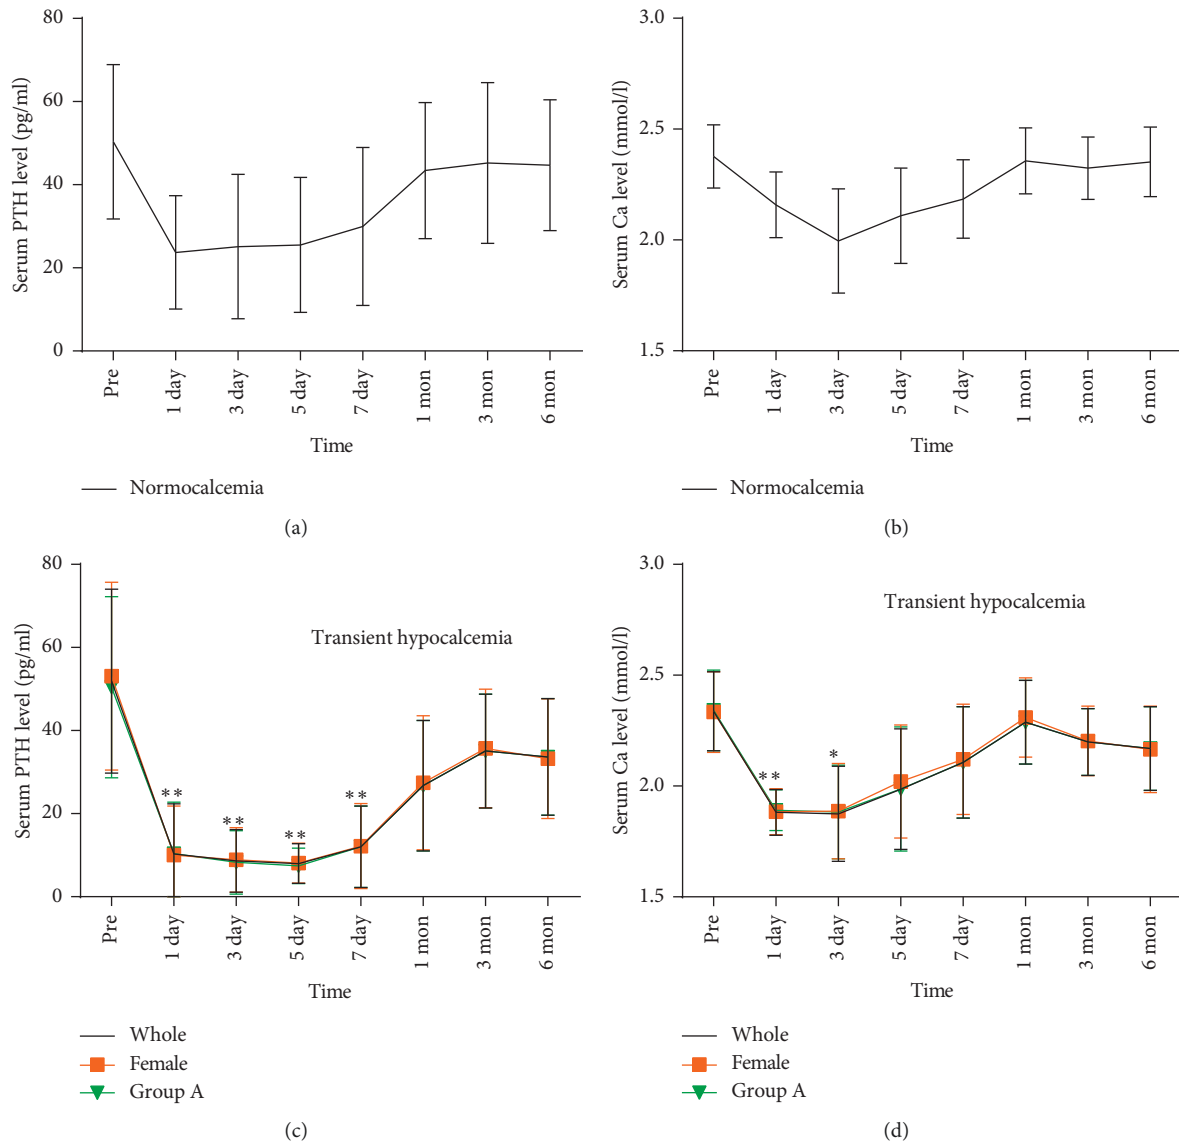 80
60
40
20
0
Serum PTH level (pg/ml)
Pre
1 day
3 day
5 day
7 day
1 mon
3 mon
6 mon
Time
Normocalcemia
(a)
3.0
2.5
2.0
1.5
Serum Ca level (mmol/l)
Pre
1 day
3 day
5 day
7 day
1 mon
3 mon
6 mon
Time
Normocalcemia
(b)
80
60
40
20
0
Serum PTH level (pg/ml)
Transient hypocalcemia
**
**
**
**
Pre
1 day
3 day
5 day
7 day
1 mon
3 mon
6 mon
Time
Whole
Female
Group A
(c)
3.0
2.5
2.0
1.5
Serum Ca level (mmol/l)
Transient hypocalcemia
**
*
Pre
1 day
3 day
5 day
7 day
1 mon
3 mon
6 mon
Time
Whole
Female
Group A
(d)